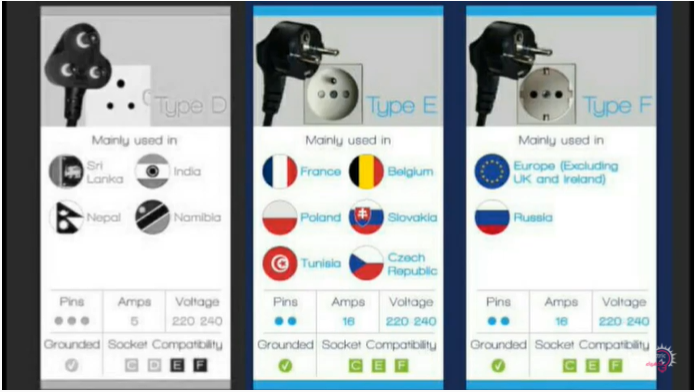 Type D
Mainly used in
Sri
Lanka
India
Nepal
Namibia
Pins
Amps
Voltage
5
220 240
Grounded
Socket Compatibility
C D E F
Type E
Mainly used in
France
Belgium
Poland
Slovakia
Tunisia
Czech
Republic
Pins
Amps
Voltage
16
220 240
Grounded
Socket Compatibility
C E F
Type F
Mainly used in
Europe (Excluding
UK and Ireland)
Russia
Pins
Amps
Voltage
16
220 240
Grounded
Socket Compatibility
C E F